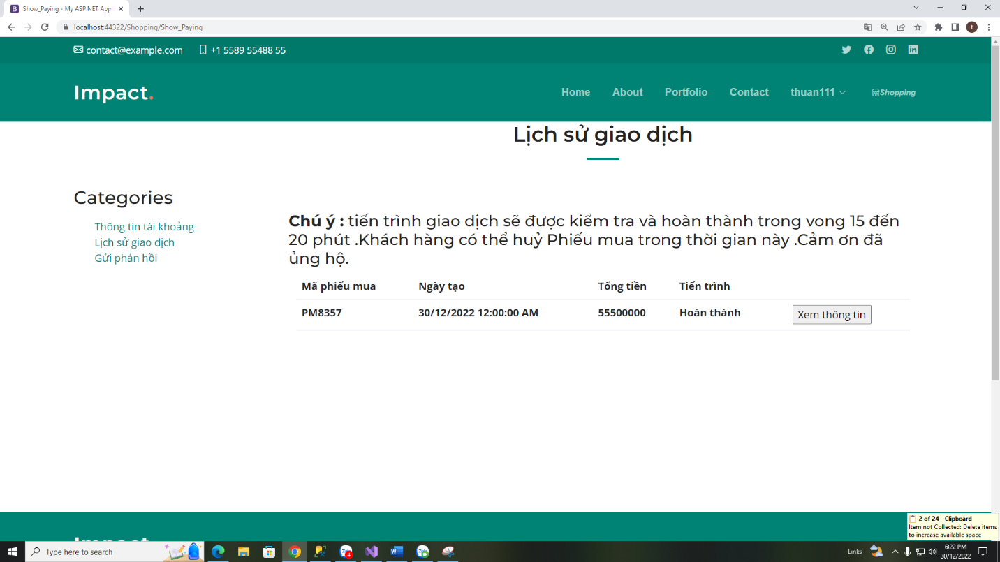 Show_Paying - My ASP.NET Appl
localhost:44322/Shopping/Show_Paying
t
contact@example.com +1 5589 55488 55
Impact.
Home About Portfolio Contact thuan111 Shopping
Lịch sử giao dịch
Categories
Thông tin tài khoảng
Lịch sử giao dịch
Gửi phản hồi
Chú ý : tiến trình giao dịch sẽ được kiểm tra và hoàn thành trong vong 15 đến
20 phút .Khách hàng có thể huỷ Phiếu mua trong thời gian này .Cảm ơn đã
ủng hộ.
Mã phiếu mua Ngày tạo Tổng tiền Tiến trình
PM8357 30/12/2022 12:00:00 AM 55500000 Hoàn thành Xem thông tin
2 of 24 - Clipboard
Item not Collected: Delete items
to increase available space
Impact
Type here to search
4
Links
6:22 PM
30/12/2022